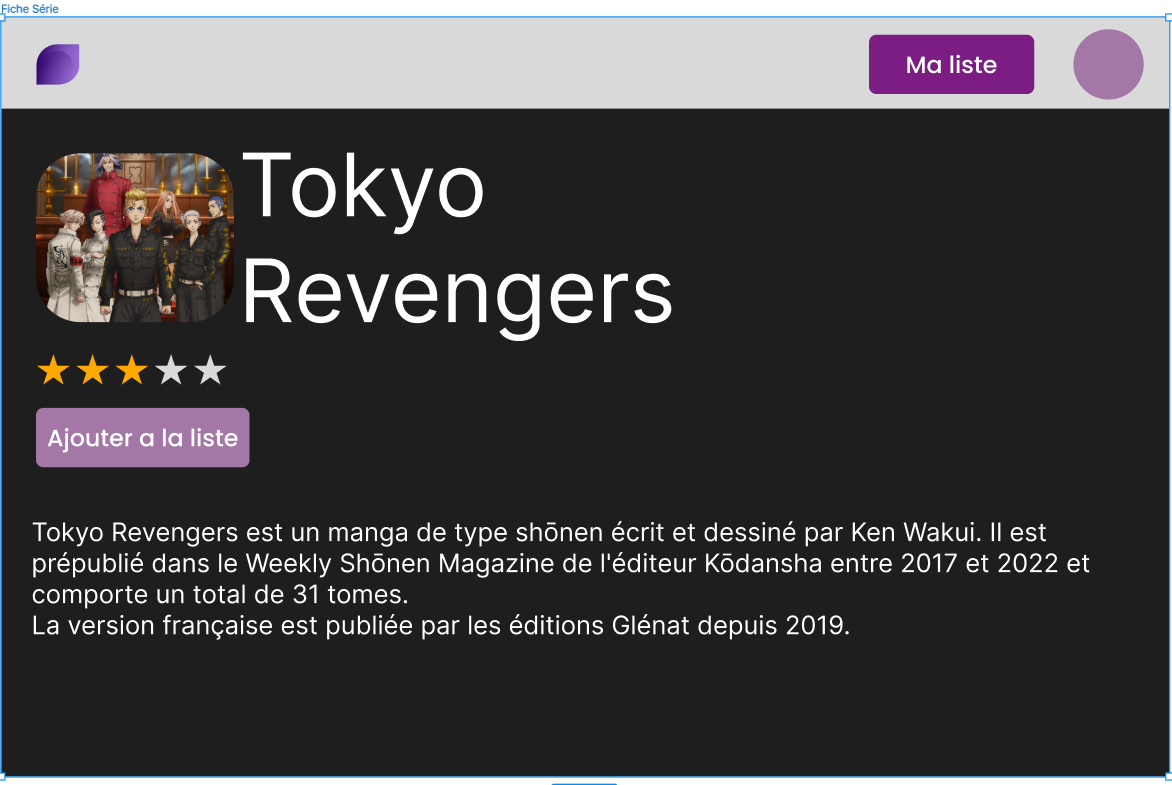 Fiche Série
Ma liste
Tokyo
Revengers
Ajouter a la liste
Tokyo Revengers est un manga de type shōnen écrit et dessiné par Ken Wakui. Il est
prépublié dans le Weekly Shōnen Magazine de l'éditeur Kōdansha entre 2017 et 2022 et
comporte un total de 31 tomes.
La version française est publiée par les éditions Glénat depuis 2019.